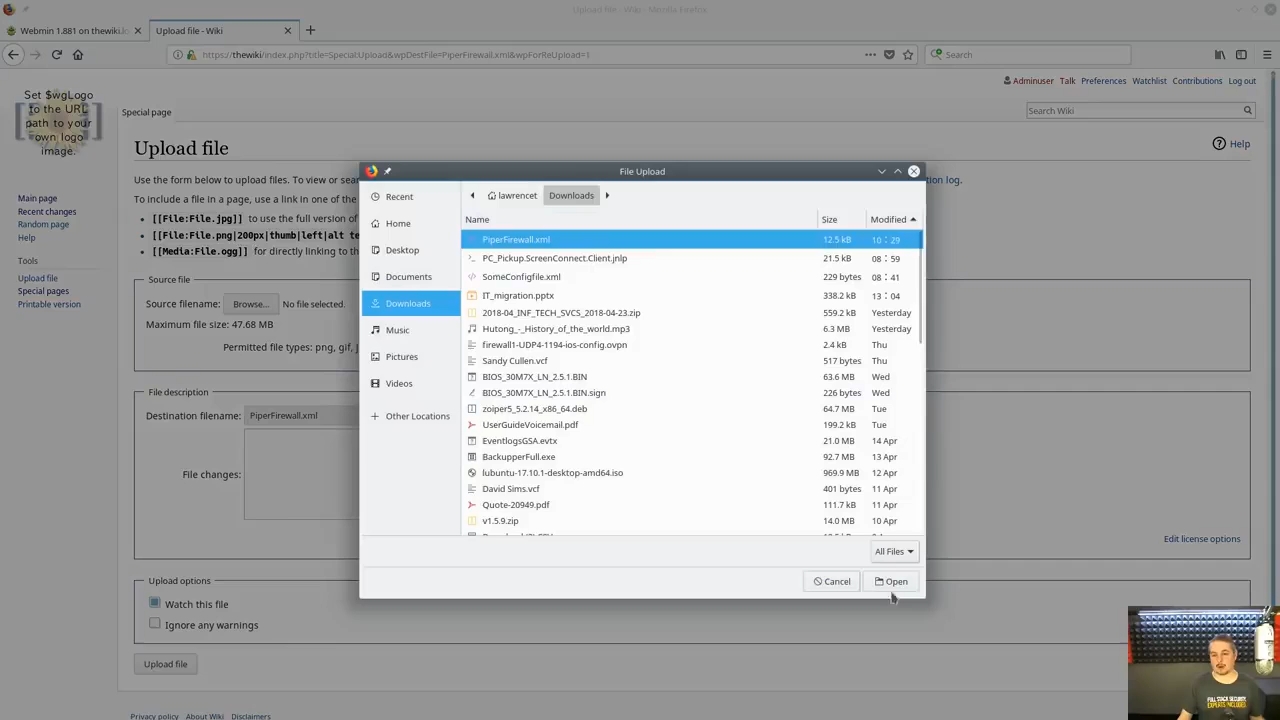 Upload file - Wiki - Mozilla Firefox
Webmin 1.881 on thewiki.lo
Upload file - Wiki
https://thewiki/index.php?title=Special:Upload&wpDestFile=PiperFirewall.xml&wpForReUpload=1
Search
Adminuser Talk Preferences Watchlist Contributions Log out
Set $wgLogo
to the URL
path to your
own logo
image.
Special page
Search Wiki
Upload file
Help
Use the form below to upload files. To view or sea
ion log.
To include a file in a page, use a link in one of the
[[File:File.jpg]] to use the full version of
[[File:File.png|200px|thumb|left|alt te
[[Media:File.ogg]] for directly linking to th
Main page
Recent changes
Random page
Help
Tools
Upload file
Special pages
Printable version
Source file
Source filename: Browse... No file selected.
Maximum file size: 47.68 MB
Permitted file types: png, gif, j
File description
Destination filename: PiperFirewall.xml
File changes:
Edit license options
Upload options
Watch this file
Ignore any warnings
Upload file
Privacy policy About Wiki Disclaimers
File Upload
Recent
Home
Desktop
Documents
Downloads
Music
Pictures
Videos
Other Locations
lawrencet Downloads
Name Size Modified
PiperFirewall.xml 12.5 kB 10:29
PC_Pickup.ScreenConnect.Client.jnlp 21.5 kB 08:59
SomeConfigfile.xml 229 bytes 08:41
IT_migration.pptx 338.2 kB 13:04
2018-04_INF_TECH_SVCS_2018-04-23.zip 559.2 kB Yesterday
Hutong_-_History_of_the_world.mp3 6.3 MB Yesterday
firewall1-UDP4-1194-ios-config.ovpn 2.4 kB Thu
Sandy Cullen.vcf 517 bytes Thu
BIOS_30M7X_LN_2.5.1.BIN 63.6 MB Wed
BIOS_30M7X_LN_2.5.1.BIN.sign 226 bytes Wed
zoiper5_5.2.14_x86_64.deb 64.7 MB Tue
UserGuideVoicemail.pdf 199.2 kB Tue
EventlogsGSA.evtx 21.0 MB 14 Apr
BackupperFull.exe 92.7 MB 13 Apr
lubuntu-17.10.1-desktop-amd64.iso 969.9 MB 12 Apr
David Sims.vcf 401 bytes 11 Apr
Quote-20949.pdf 111.7 kB 11 Apr
v1.5.9.zip 14.0 MB 10 Apr
All Files
Cancel Open
FULL STACK SECURITY
EXPERTS INCLUDED